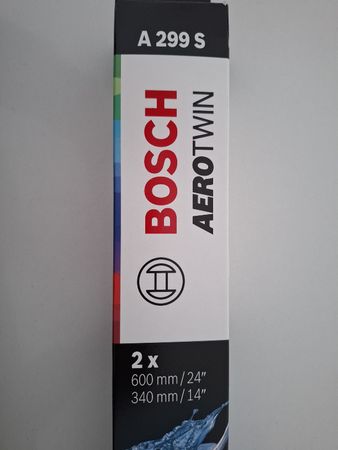 A 299 S
BOSCH
AEROTWIN
2 x
600 mm / 24"
340 mm / 14"